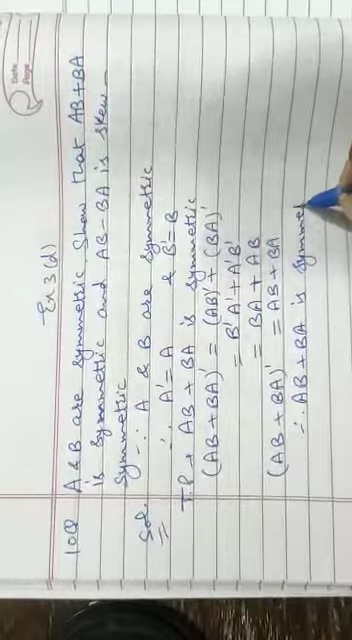 Date
Page
Ex 3(d)
10Q A & B are symmetric, Show that AB+BA
is symmetric and AB-BA is skew-
symmetric
Sol. ∵ A & B are symmetric
∴ A' = A & B' = B
T.P. AB + BA is symmetric
(AB + BA)' = (AB)' + (BA)'
= B'A' + A'B'
= BA + AB
(AB + BA)' = AB + BA
∴ AB + BA is symme